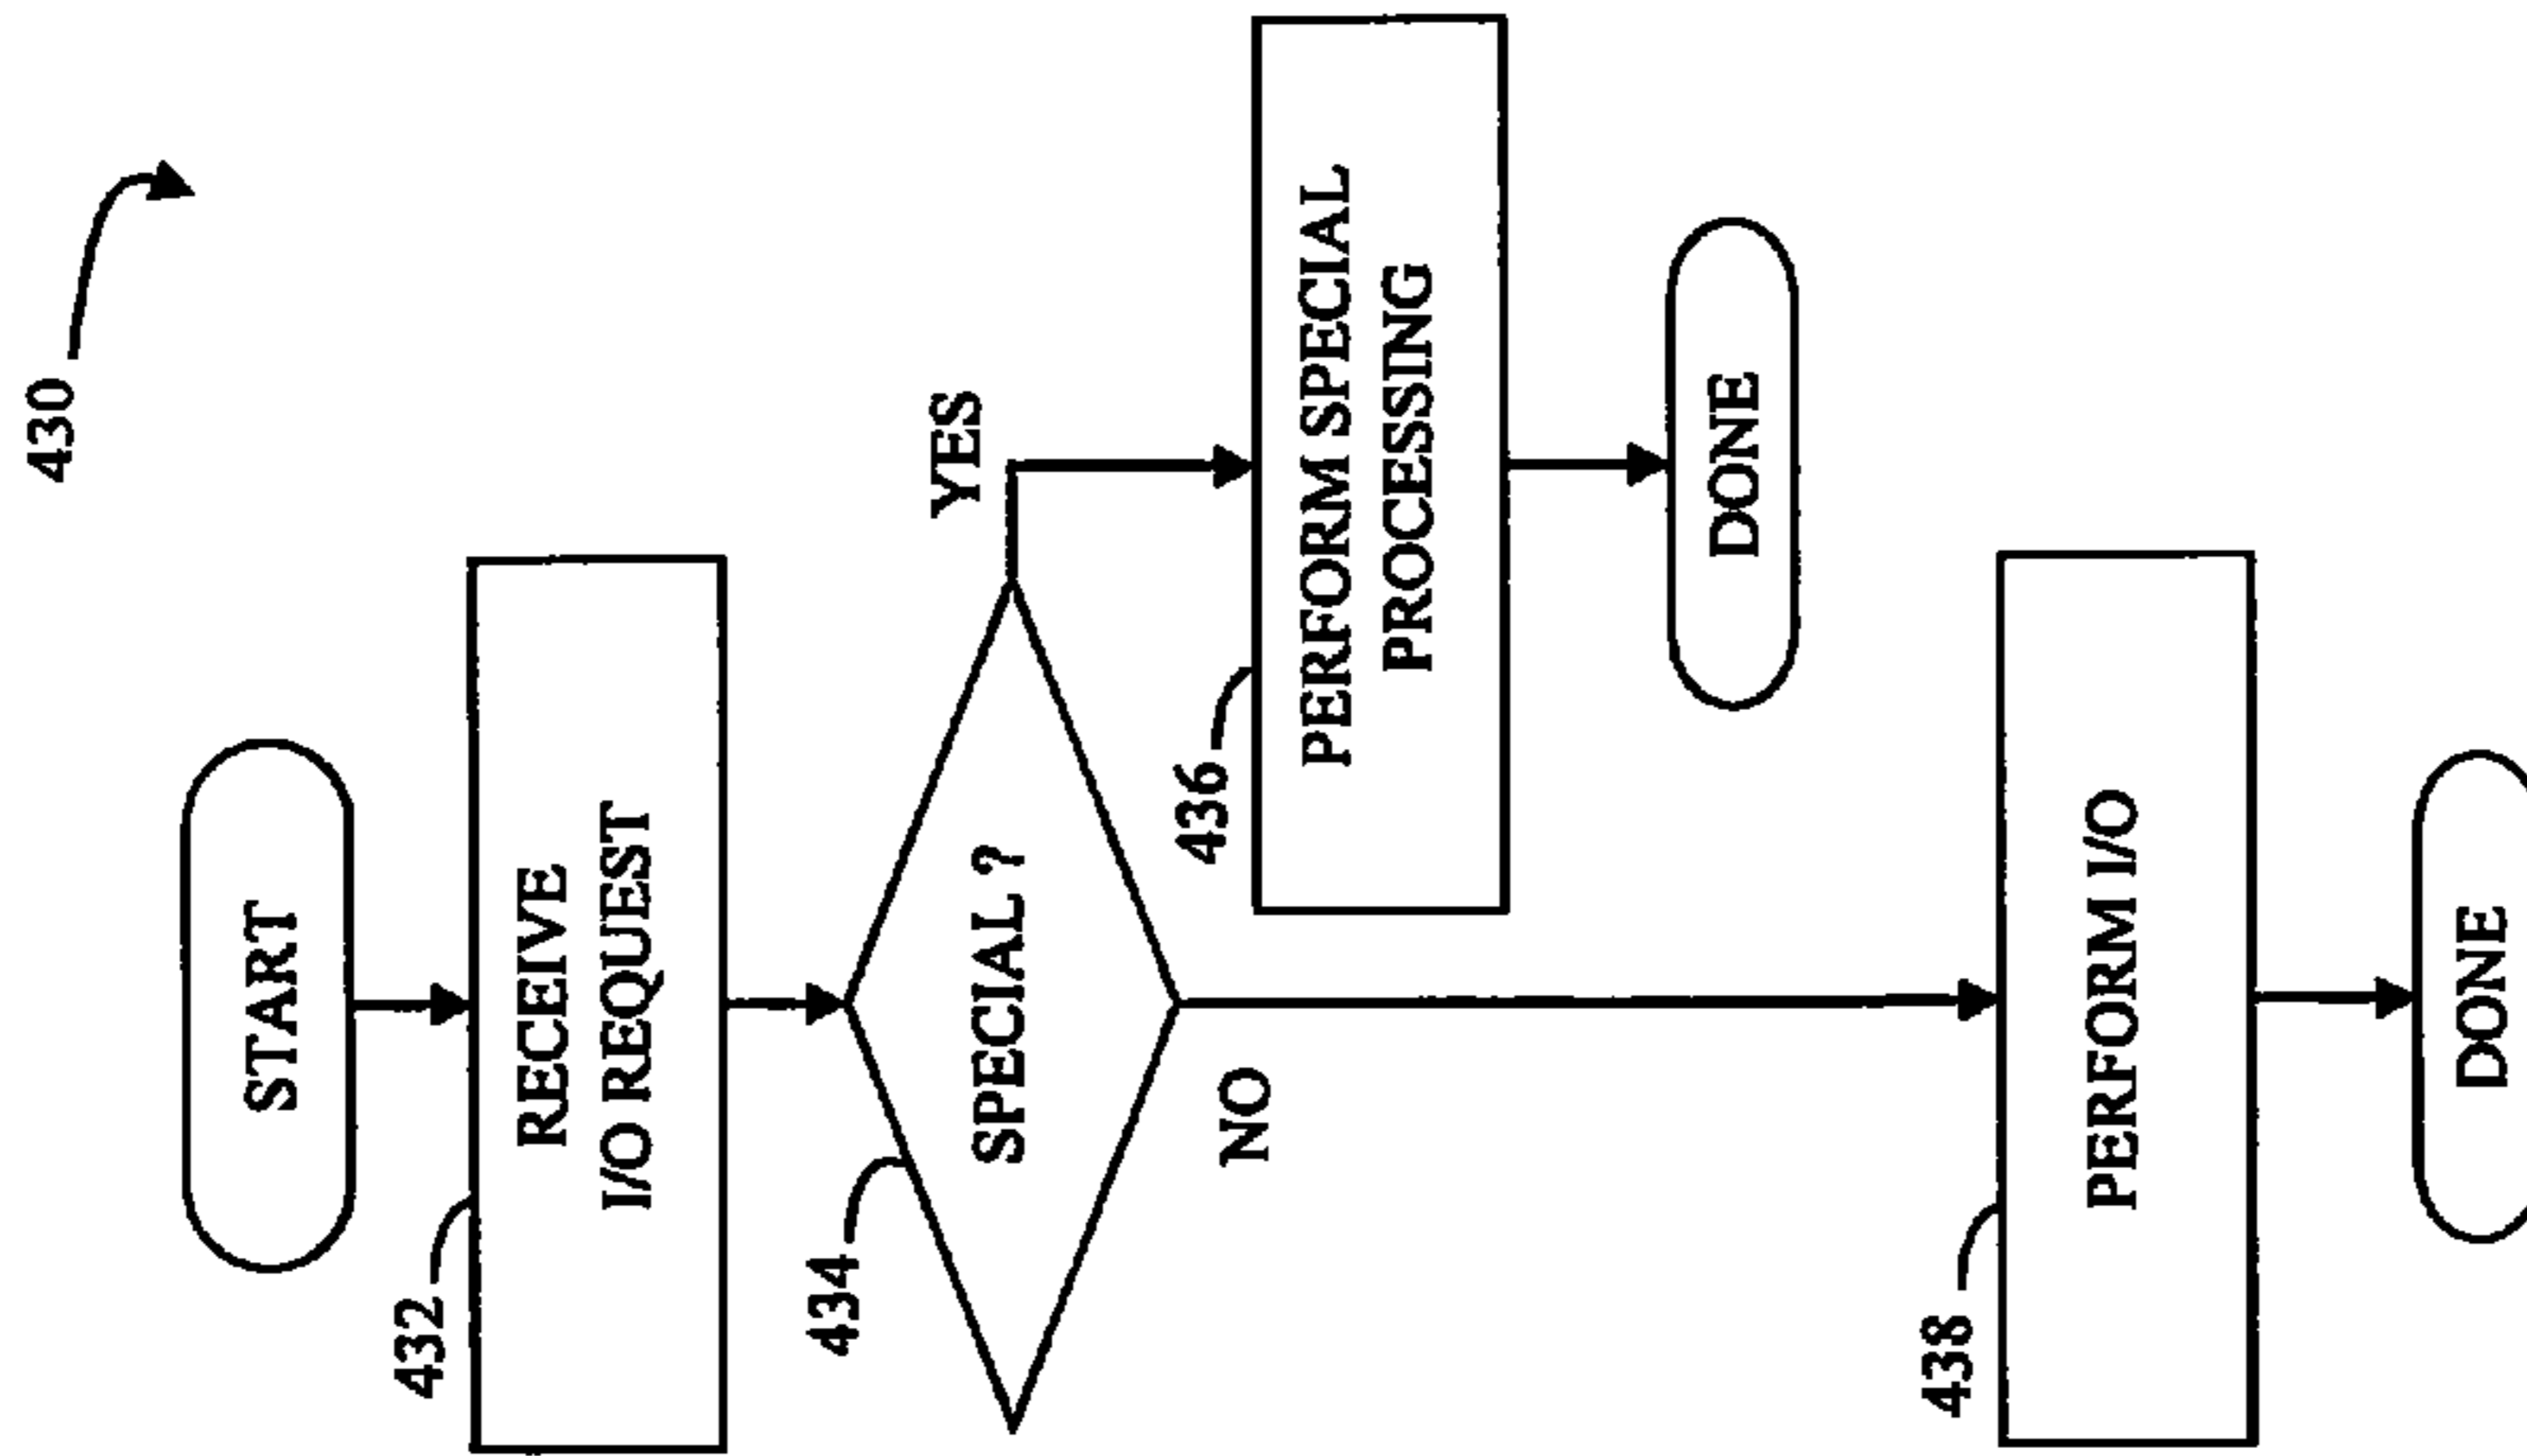 430
START
432
RECEIVE
I/O REQUEST
434
SPECIAL ?
YES
NO
436
PERFORM SPECIAL
PROCESSING
DONE
438
PERFORM I/O
DONE